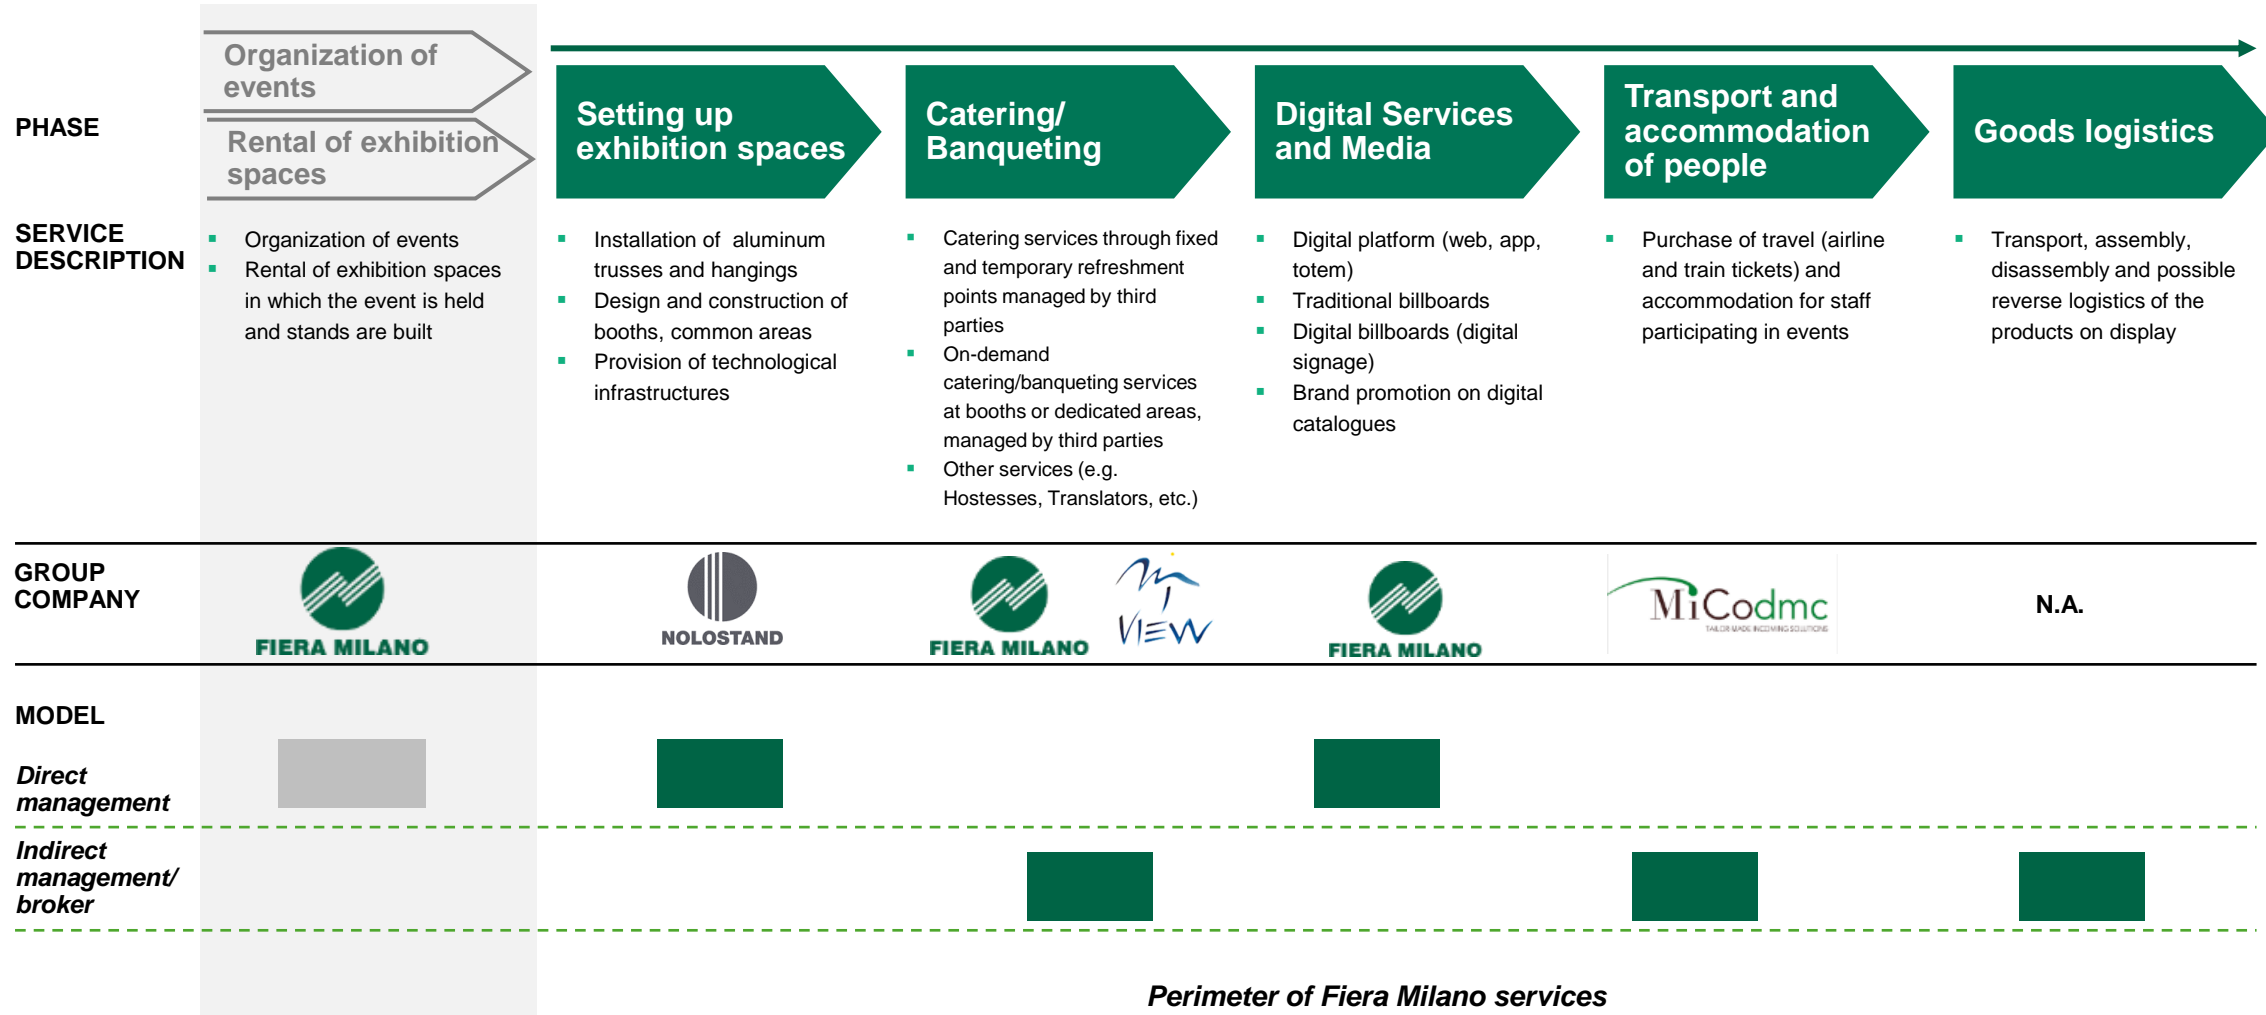 PHASE
Organization of
events
Rental of exhibition
spaces
Setting up
exhibition spaces
Catering/
Banqueting
Digital Services
and Media
Transport and
accommodation
of people
Goods logistics
SERVICE
DESCRIPTION
▪ Organization of events
▪ Rental of exhibition spaces
in which the event is held
and stands are built
▪ Installation of aluminum
trusses and hangings
▪ Design and construction of
booths, common areas
▪ Provision of technological
infrastructures
▪ Catering services through fixed
and temporary refreshment
points managed by third
parties
▪ On-demand
catering/banqueting services
at booths or dedicated areas,
managed by third parties
▪ Other services (e.g.
Hostesses, Translators, etc.)
▪ Digital platform (web, app,
totem)
▪ Traditional billboards
▪ Digital billboards (digital
signage)
▪ Brand promotion on digital
catalogues
▪ Purchase of travel (airline
and train tickets) and
accommodation for staff
participating in events
▪ Transport, assembly,
disassembly and possible
reverse logistics of the
products on display
GROUP
COMPANY
FIERA MILANO
NOLOSTAND
FIERA MILANO
MI
VIEW
FIERA MILANO
MiCodmc
TAILOR MADE INCOMING SOLUTIONS
N.A.
MODEL
Direct
management
Indirect
management/
broker
Perimeter of Fiera Milano services